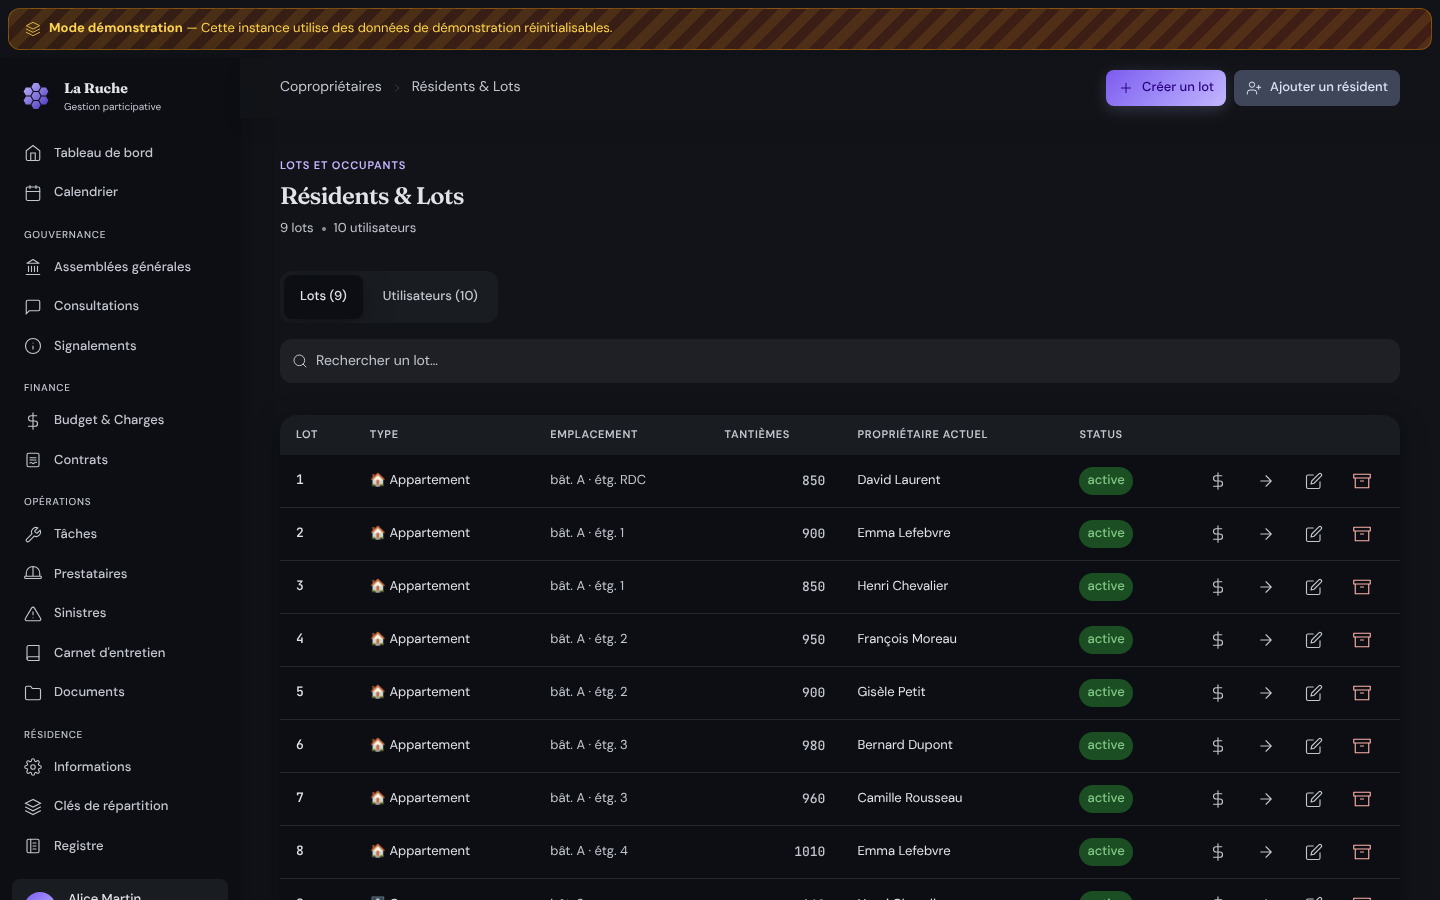 Mode démonstration — Cette instance utilise des données de démonstration réinitialisables.
La Ruche
Gestion participative
Tableau de bord
Calendrier
GOUVERNANCE
Assemblées générales
Consultations
Signalements
FINANCE
Budget & Charges
Contrats
OPÉRATIONS
Tâches
Prestataires
Sinistres
Carnet d'entretien
Documents
RÉSIDENCE
Informations
Clés de répartition
Registre
Alice Martin
Copropriétaires > Résidents & Lots
Créer un lot
Ajouter un résident
LOTS ET OCCUPANTS
Résidents & Lots
9 lots • 10 utilisateurs
Lots (9)
Utilisateurs (10)
Rechercher un lot...
LOT TYPE EMPLACEMENT TANTIÈMES PROPRIÉTAIRE ACTUEL STATUS
1 Appartement bât. A · étg. RDC 850 David Laurent active
2 Appartement bât. A · étg. 1 900 Emma Lefebvre active
3 Appartement bât. A · étg. 1 850 Henri Chevalier active
4 Appartement bât. A · étg. 2 950 François Moreau active
5 Appartement bât. A · étg. 2 900 Gisèle Petit active
6 Appartement bât. A · étg. 3 980 Bernard Dupont active
7 Appartement bât. A · étg. 3 960 Camille Rousseau active
8 Appartement bât. A · étg. 4 1010 Emma Lefebvre active